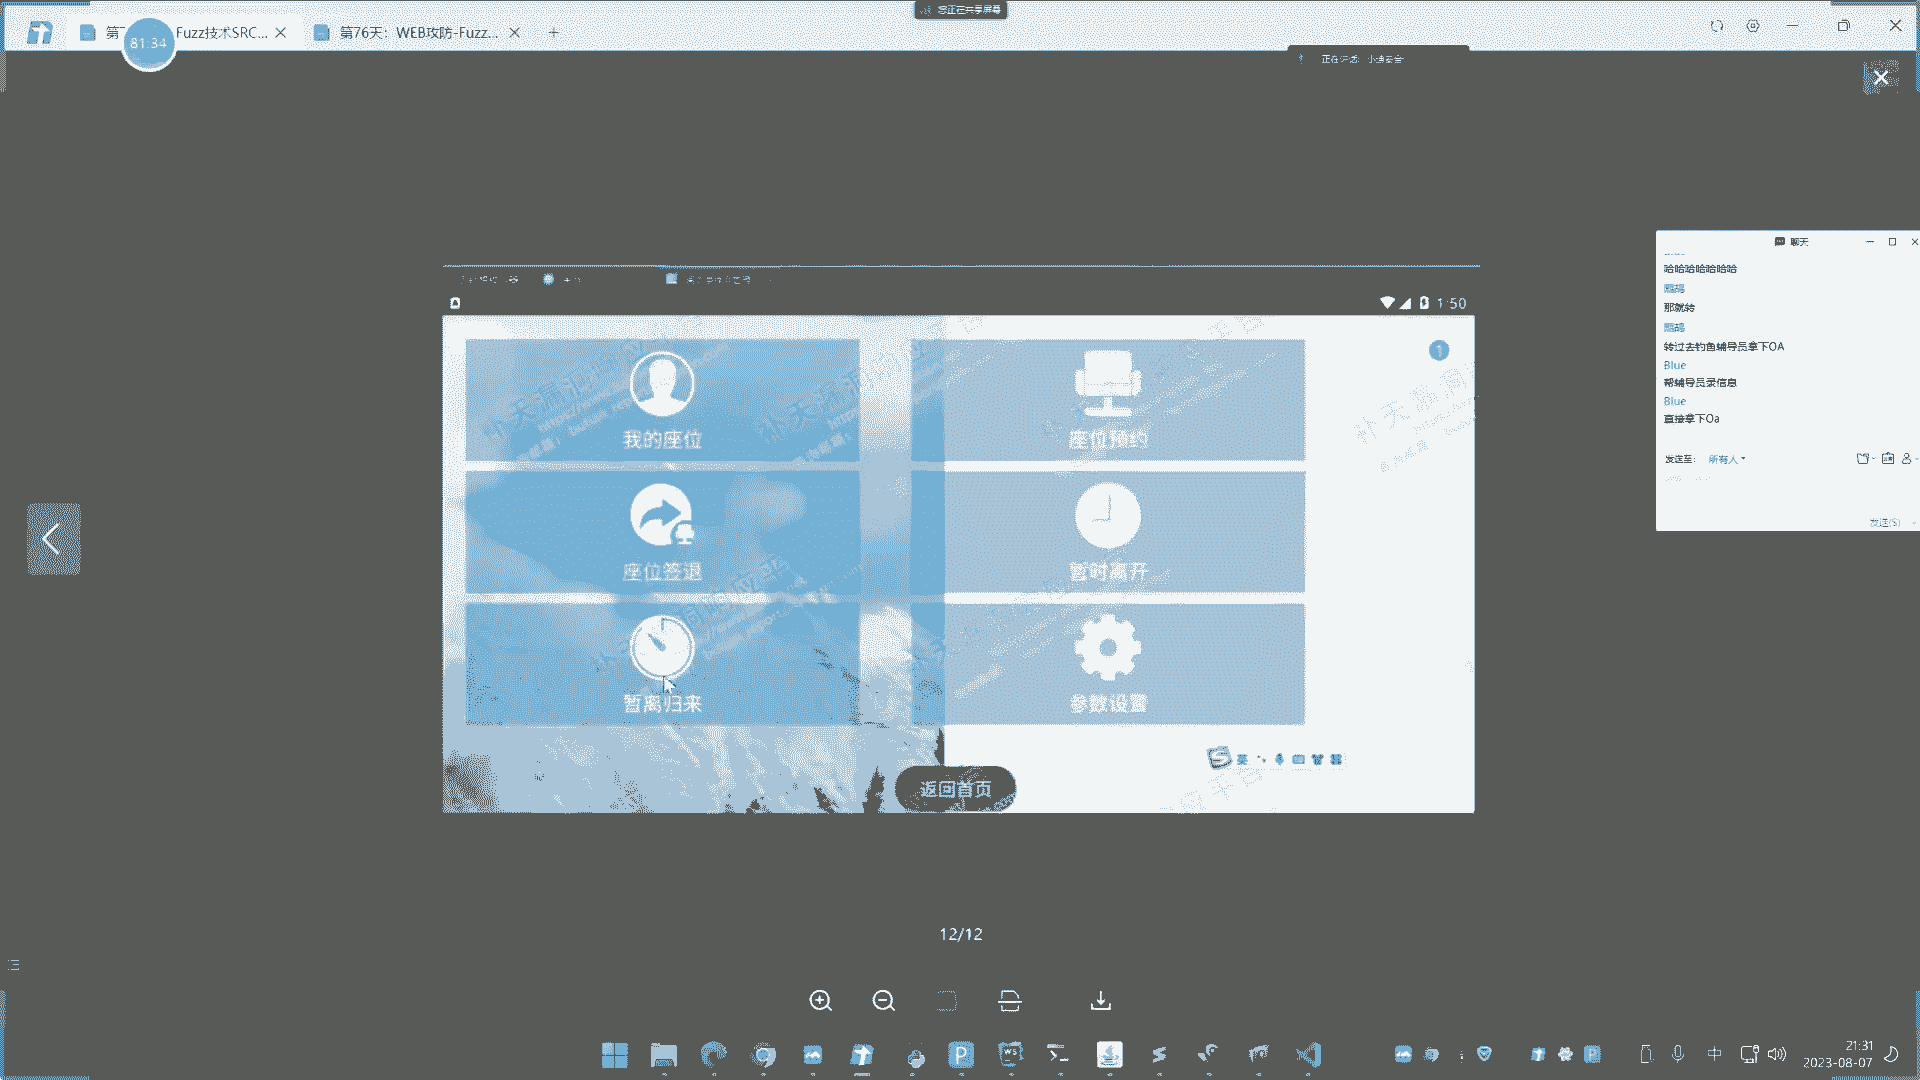 您正在共享屏幕
第
Fuzz技术SRC...
第76天：WEB攻防-Fuzz...
81:34
正在讲话: 小迪安全
1:50
我的座位
座位预约
座位签退
暂时离开
暂离归来
参数设置
返回首页
1
英
12/12
聊天
哈哈哈哈哈哈哈
那就转
转过去钓鱼辅导员拿下OA
Blue
帮辅导员录信息
Blue
直接拿下Oa
发送至:
所有人
发送(S)
中
21:31
2023-08-07